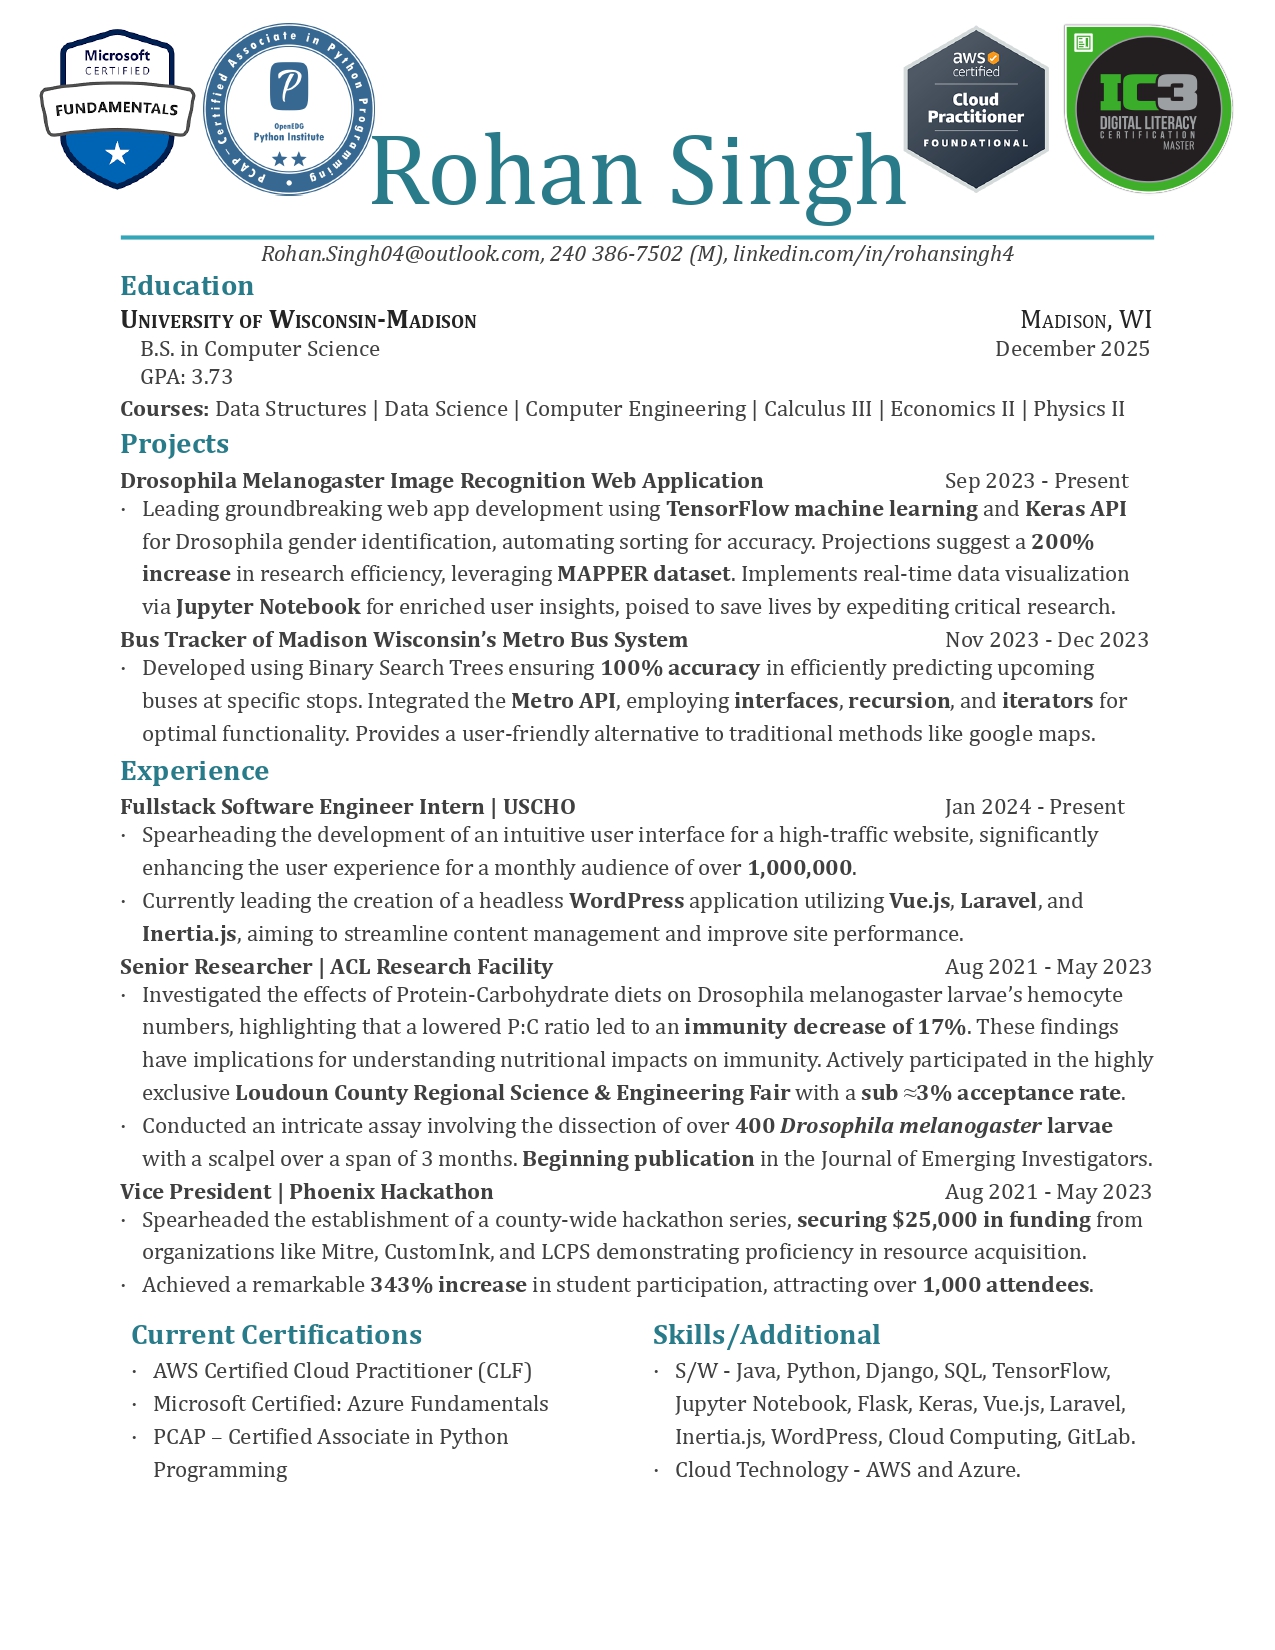 Microsoft
CERTIFIED
FUNDAMENTALS
PCAP – Certified Associate in Python Programming
OpenEDG
Python Institute
aws
certified
Cloud
Practitioner
FOUNDATIONAL
IC3
DIGITAL LITERACY
CERTIFICATION
MASTER
Rohan Singh
Rohan.Singh04@outlook.com, 240 386-7502 (M), linkedin.com/in/rohansingh4
Education
UNIVERSITY OF WISCONSIN-MADISON MADISON, WI
B.S. in Computer Science December 2025
GPA: 3.73
Courses: Data Structures | Data Science | Computer Engineering | Calculus III | Economics II | Physics II
Projects
Drosophila Melanogaster Image Recognition Web Application Sep 2023 - Present
· Leading groundbreaking web app development using TensorFlow machine learning and Keras API
for Drosophila gender identification, automating sorting for accuracy. Projections suggest a 200%
increase in research efficiency, leveraging MAPPER dataset. Implements real-time data visualization
via Jupyter Notebook for enriched user insights, poised to save lives by expediting critical research.
Bus Tracker of Madison Wisconsin’s Metro Bus System Nov 2023 - Dec 2023
· Developed using Binary Search Trees ensuring 100% accuracy in efficiently predicting upcoming
buses at specific stops. Integrated the Metro API, employing interfaces, recursion, and iterators for
optimal functionality. Provides a user-friendly alternative to traditional methods like google maps.
Experience
Fullstack Software Engineer Intern | USCHO Jan 2024 - Present
· Spearheading the development of an intuitive user interface for a high-traffic website, significantly
enhancing the user experience for a monthly audience of over 1,000,000.
· Currently leading the creation of a headless WordPress application utilizing Vue.js, Laravel, and
Inertia.js, aiming to streamline content management and improve site performance.
Senior Researcher | ACL Research Facility Aug 2021 - May 2023
· Investigated the effects of Protein-Carbohydrate diets on Drosophila melanogaster larvae’s hemocyte
numbers, highlighting that a lowered P:C ratio led to an immunity decrease of 17%. These findings
have implications for understanding nutritional impacts on immunity. Actively participated in the highly
exclusive Loudoun County Regional Science & Engineering Fair with a sub ≈3% acceptance rate.
· Conducted an intricate assay involving the dissection of over 400 Drosophila melanogaster larvae
with a scalpel over a span of 3 months. Beginning publication in the Journal of Emerging Investigators.
Vice President | Phoenix Hackathon Aug 2021 - May 2023
· Spearheaded the establishment of a county-wide hackathon series, securing $25,000 in funding from
organizations like Mitre, CustomInk, and LCPS demonstrating proficiency in resource acquisition.
· Achieved a remarkable 343% increase in student participation, attracting over 1,000 attendees.
Current Certifications
· AWS Certified Cloud Practitioner (CLF)
· Microsoft Certified: Azure Fundamentals
· PCAP – Certified Associate in Python
Programming
Skills/Additional
· S/W - Java, Python, Django, SQL, TensorFlow,
Jupyter Notebook, Flask, Keras, Vue.js, Laravel,
Inertia.js, WordPress, Cloud Computing, GitLab.
· Cloud Technology - AWS and Azure.